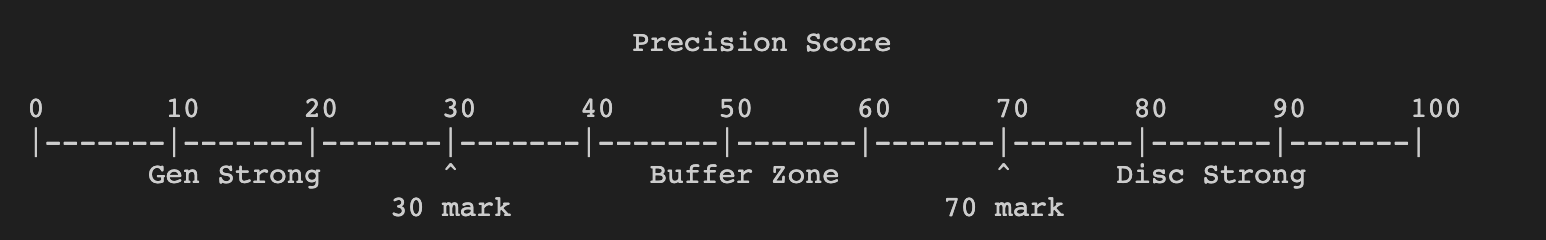 Precision Score
0 10 20 30 40 50 60 70 80 90 100
|-------|-------|-------|-------|-------|-------|-------|-------|-------|-------|
Gen Strong ^ Buffer Zone ^ Disc Strong
30 mark 70 mark